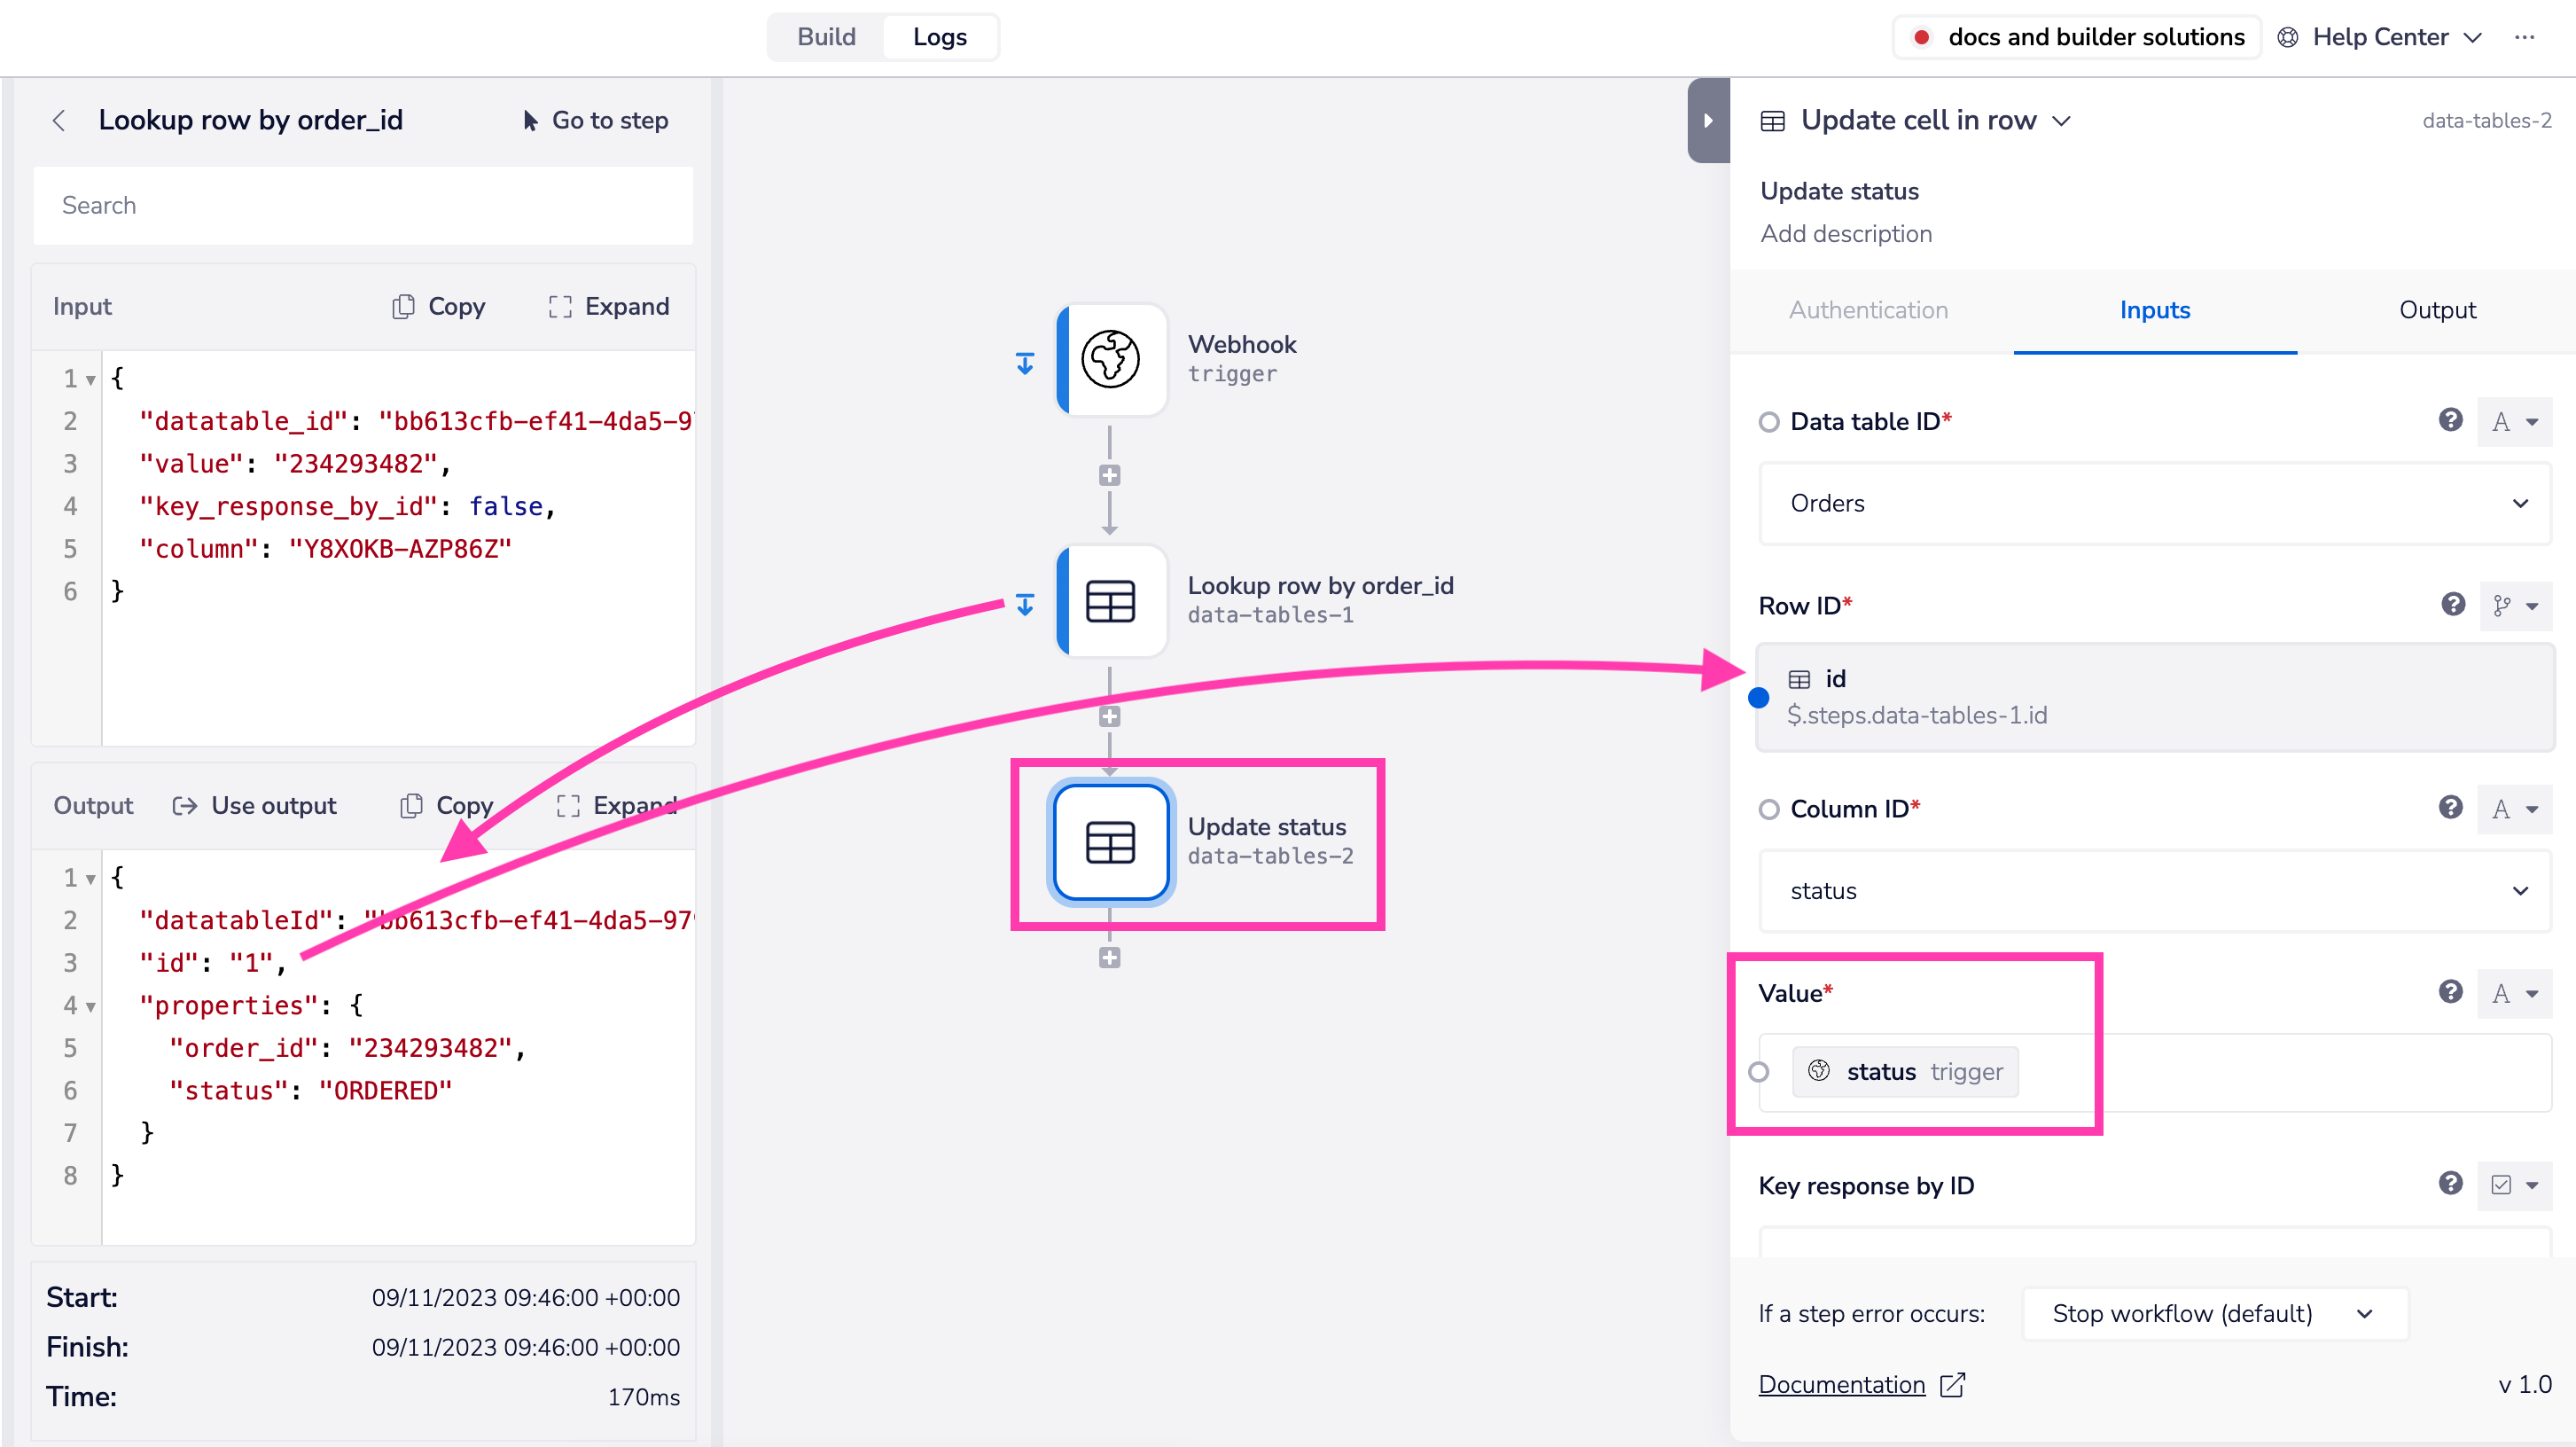 Build
Logs
docs and builder solutions
Help Center
Lookup row by order_id
Go to step
Search
Input
Copy
Expand
1 {
2 "datatable_id": "bb613cfb-ef41-4da5-97
3 "value": "234293482",
4 "key_response_by_id": false,
5 "column": "Y8XOKB-AZP86Z"
6 }
Output
Use output
Copy
Expand
1 {
2 "datatableId": "bb613cfb-ef41-4da5-979
3 "id": "1",
4 "properties": {
5 "order_id": "234293482",
6 "status": "ORDERED"
7 }
8 }
Start: 09/11/2023 09:46:00 +00:00
Finish: 09/11/2023 09:46:00 +00:00
Time: 170ms
Webhook
trigger
Lookup row by order_id
data-tables-1
Update status
data-tables-2
Update cell in row
data-tables-2
Update status
Add description
Authentication
Inputs
Output
Data table ID*
A
Orders
Row ID*
id
$.steps.data-tables-1.id
Column ID*
A
status
Value*
A
status trigger
Key response by ID
If a step error occurs:
Stop workflow (default)
Documentation
v 1.0